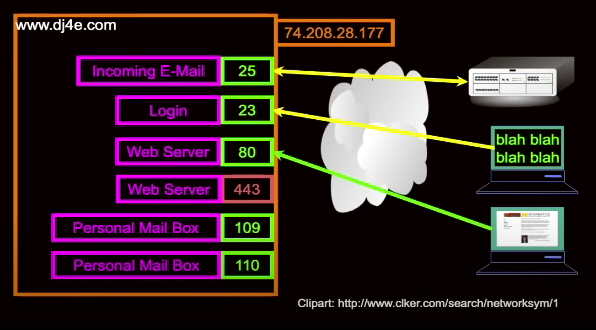 www.dj4e.com
74.208.28.177
Incoming E-Mail 25
Login 23
blah blah
blah blah
Web Server 80
Web Server 443
Personal Mail Box 109
Personal Mail Box 110
Clipart: http://www.clker.com/search/networksym/1